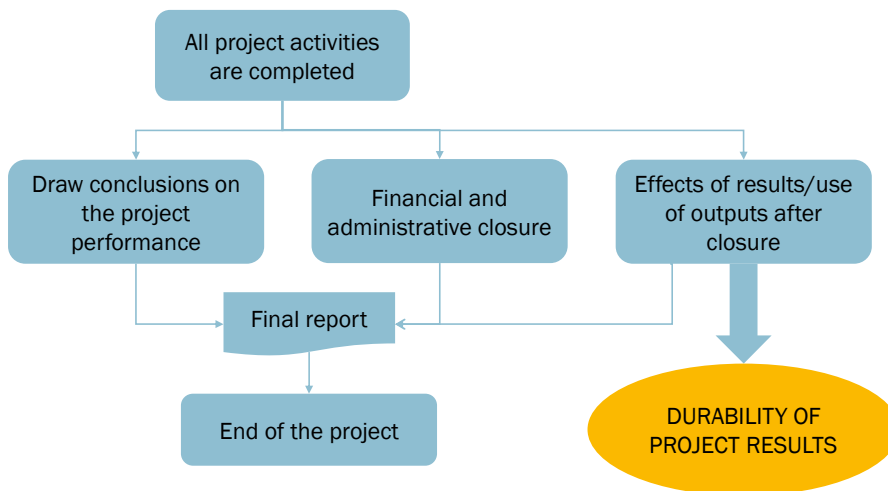 All project activities
are completed
Draw conclusions on
the project
performance
Financial and
administrative closure
Effects of results/use
of outputs after
closure
Final report
End of the project
DURABILITY OF
PROJECT RESULTS